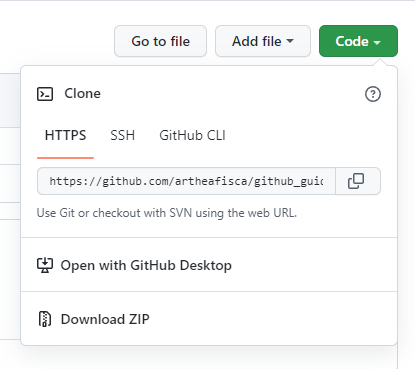 Go to file
Add file
Code
Clone
HTTPS
SSH
GitHub CLI
https://github.com/artheafisca/github_guid
Use Git or checkout with SVN using the web URL.
Open with GitHub Desktop
Download ZIP